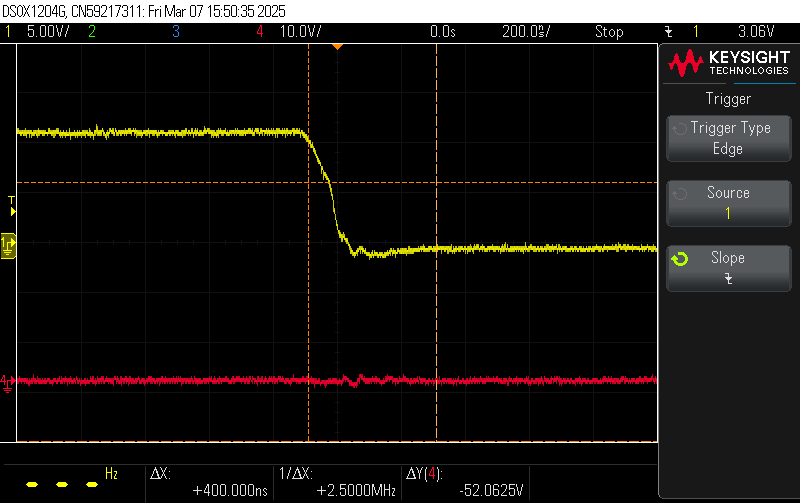 DSOX1204G, CN59217311: Fri Mar 07 15:50:35 2025
1 5.00V/ 2 3 4 10.0V/ 0.0s 200.0ns/ Stop 1 3.06V
KEYSIGHT
TECHNOLOGIES
Trigger
Trigger Type
Edge
Source
1
Slope
T
1
4
Hz
ΔX:
+400.000ns
1/ΔX:
+2.5000MHz
ΔY(4):
-52.0625V